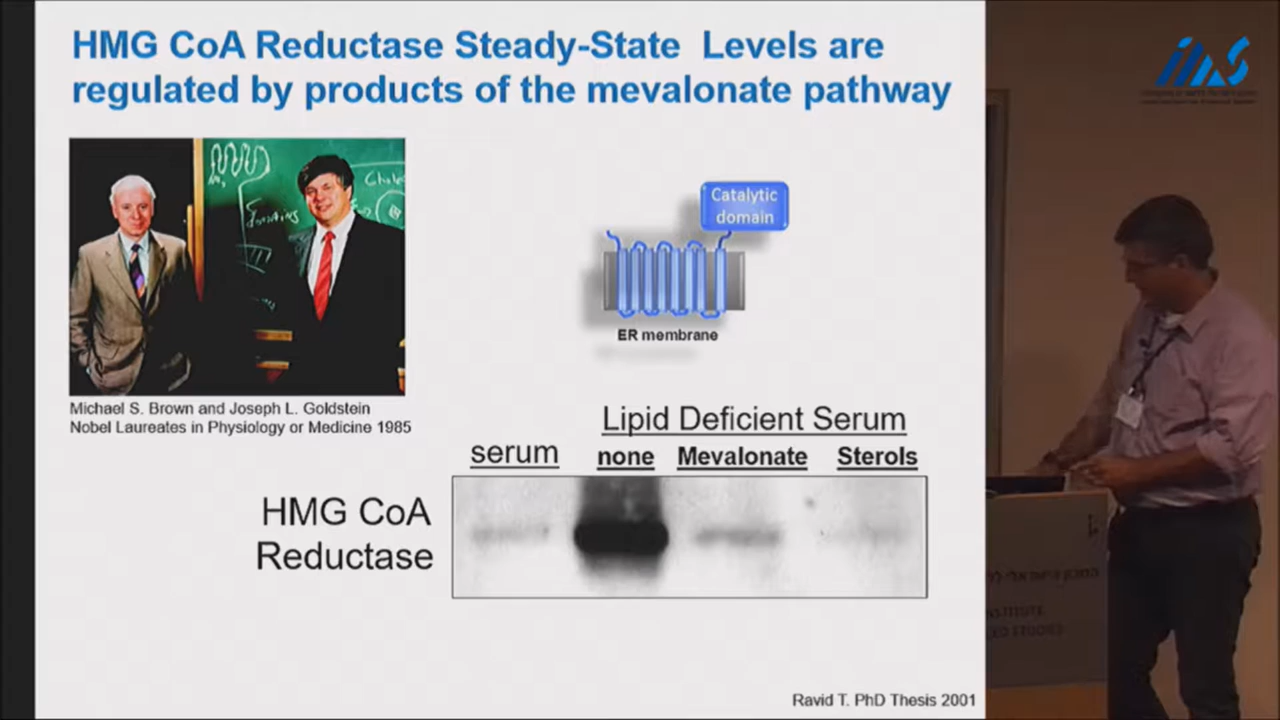 HMG CoA Reductase Steady-State Levels are
regulated by products of the mevalonate pathway
Catalytic
domain
ER membrane
Michael S. Brown and Joseph L. Goldstein
Nobel Laureates in Physiology or Medicine 1985
Lipid Deficient Serum
serum
none
Mevalonate
Sterols
HMG CoA
Reductase
Ravid T. PhD Thesis 2001